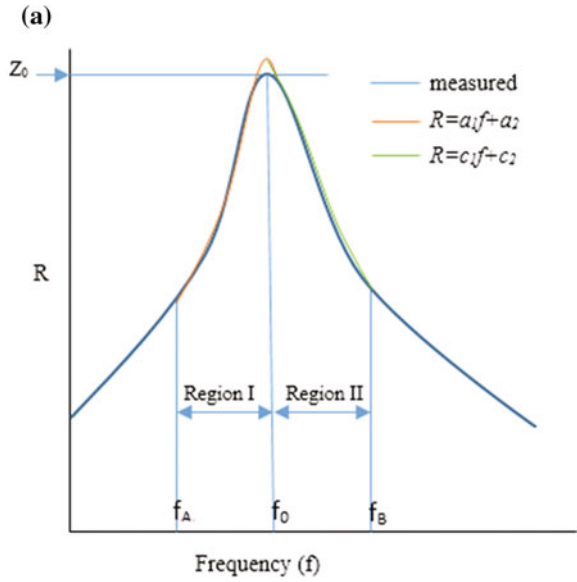 (a)
Z0
measured
R=a1f+a2
R=c1f+c2
R
Region I
Region II
fA
f0
fB
Frequency (f)